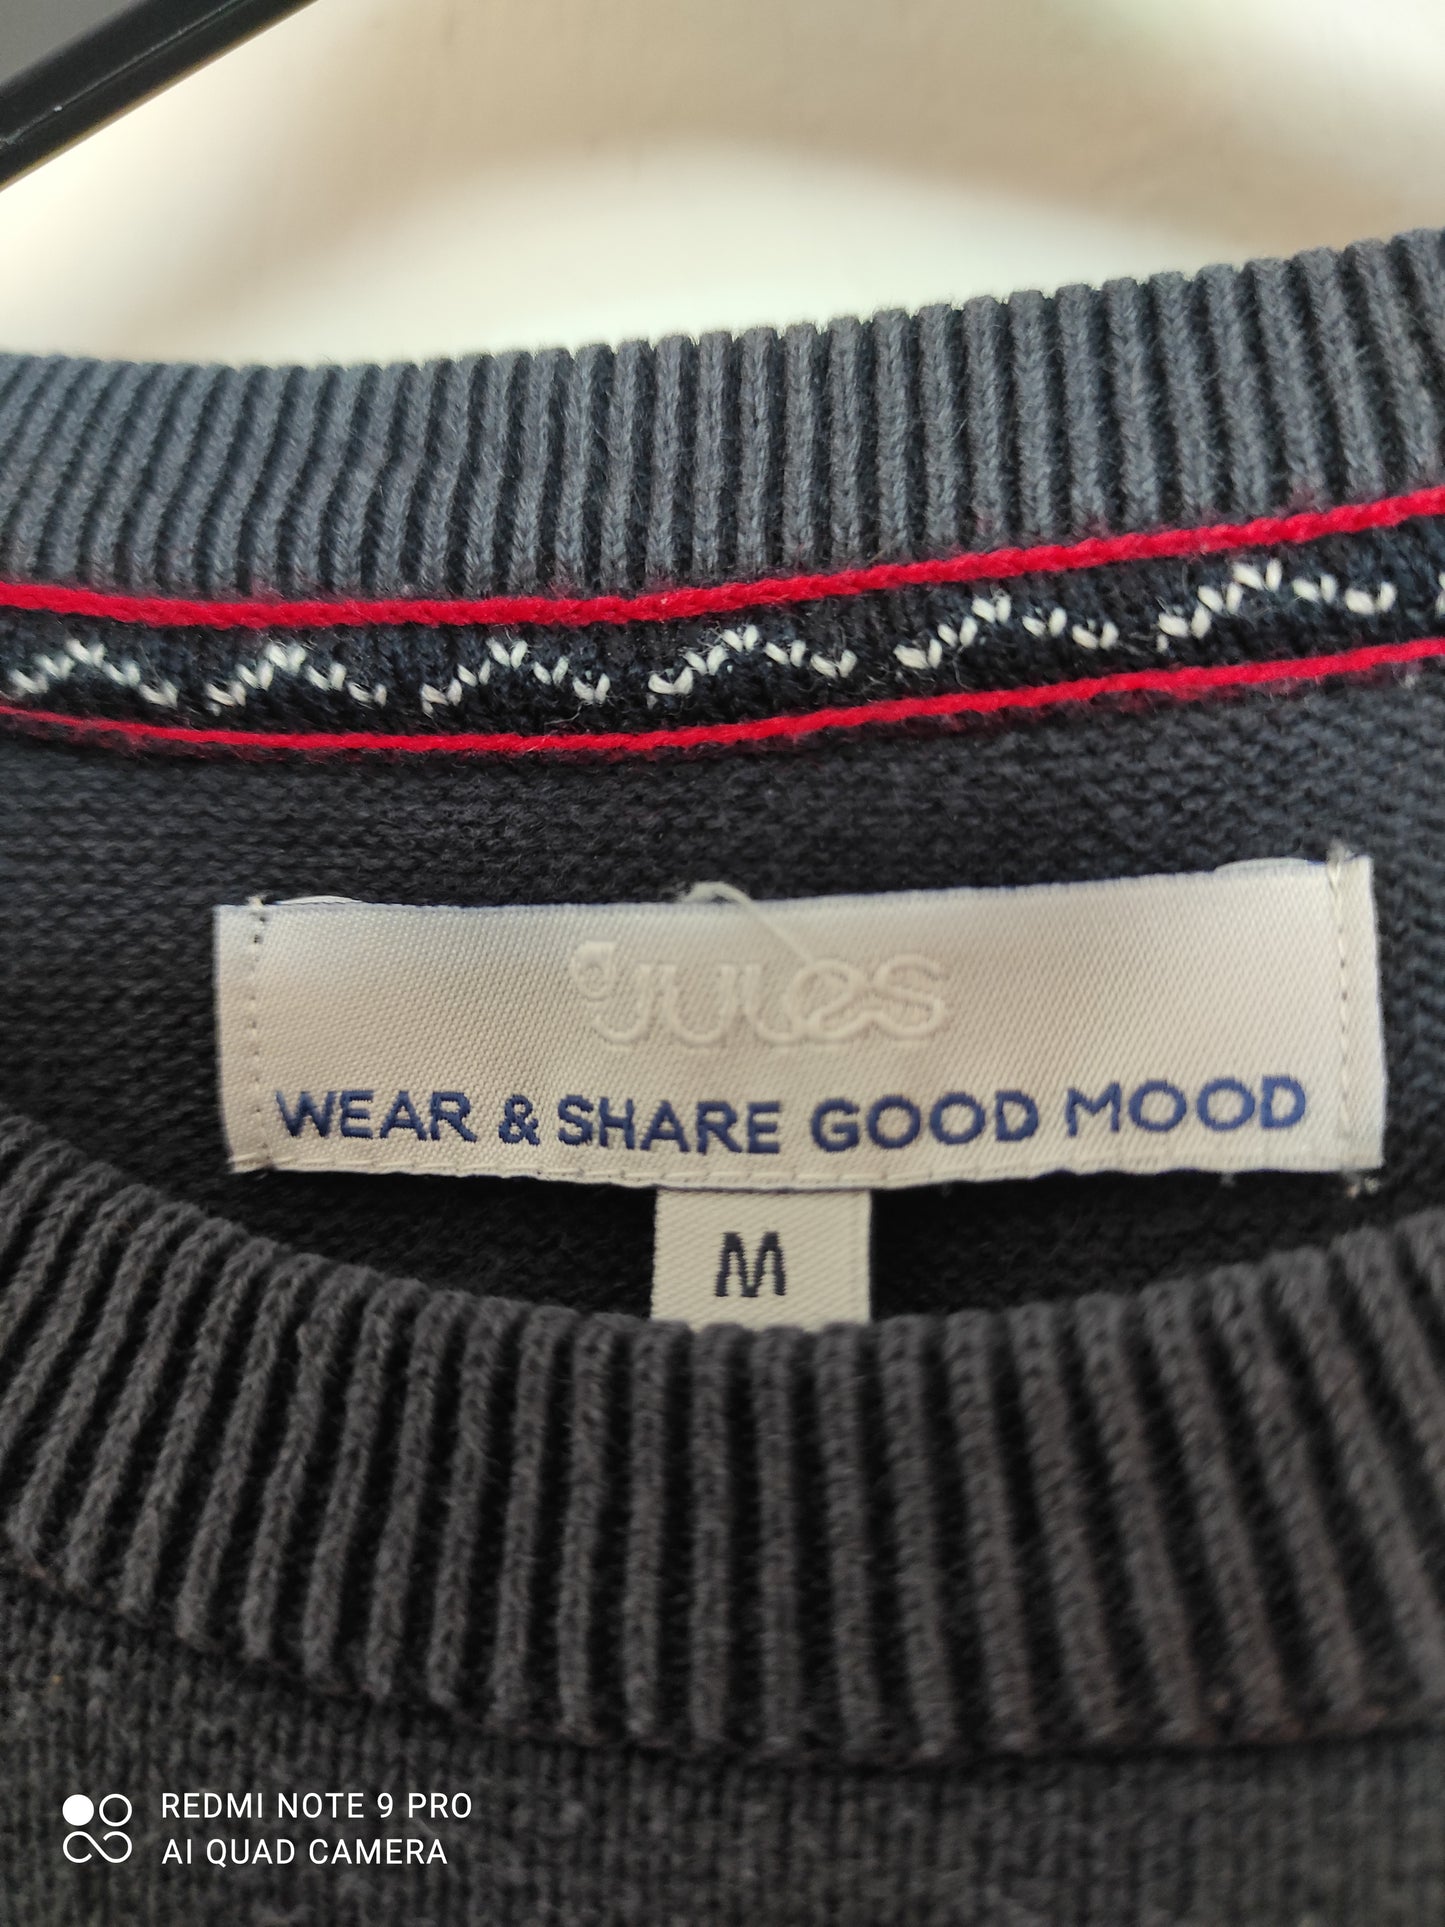 Jules
WEAR & SHARE GOOD MOOD
M
REDMI NOTE 9 PRO
AI QUAD CAMERA